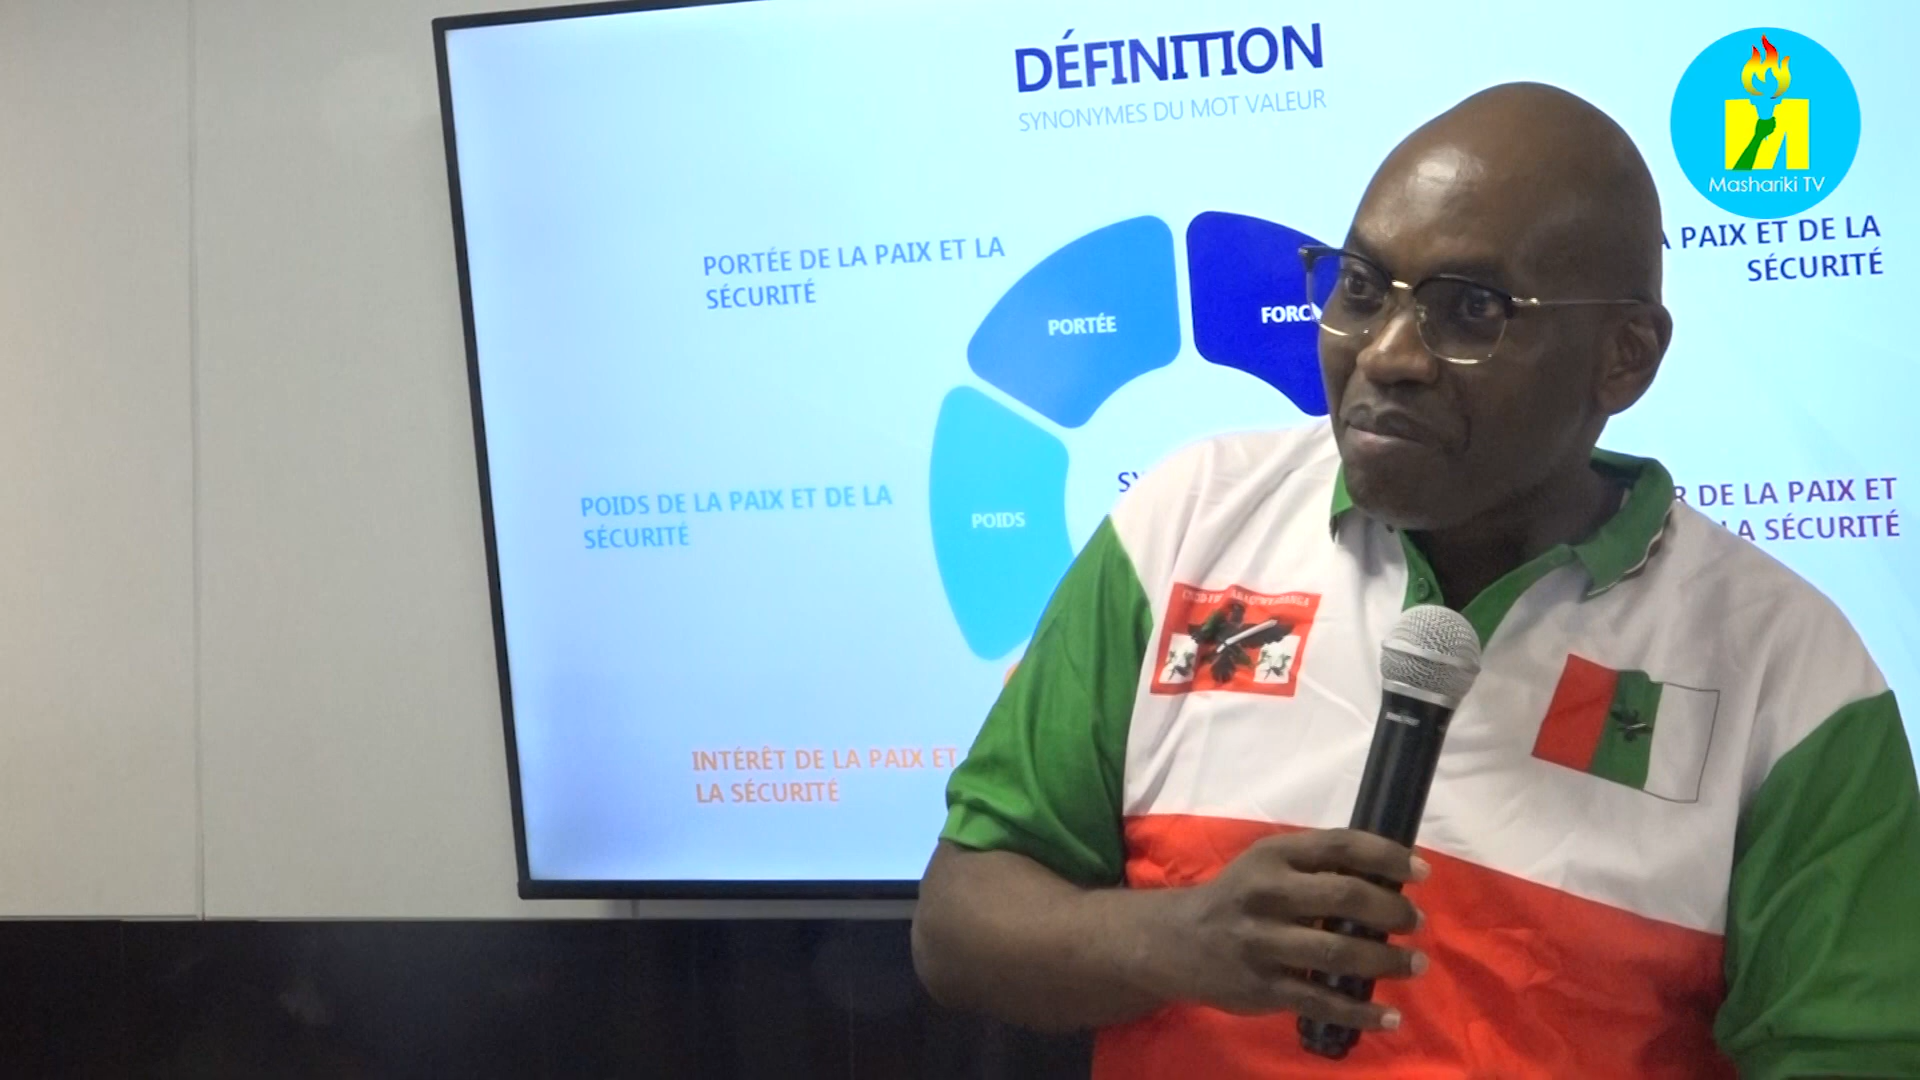 DÉFINITION
SYNONYMES DU MOT VALEUR
Mashariki TV
PORTÉE DE LA PAIX ET LA
SÉCURITÉ
PORTÉE
PAIX ET DE LA
SÉCURITÉ
POIDS DE LA PAIX ET DE LA
SÉCURITÉ
POIDS
DE LA PAIX ET
LA SÉCURITÉ
INTÉRÊT DE LA PAIX ET
LA SÉCURITÉ